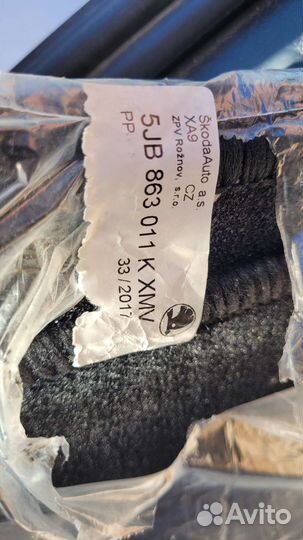 ŠkodaAuto a.s.
XA9 CZ
ZPV Rožnov, s.r.o.
5JB 863 011 K XMV
PP 33/2017
Avito